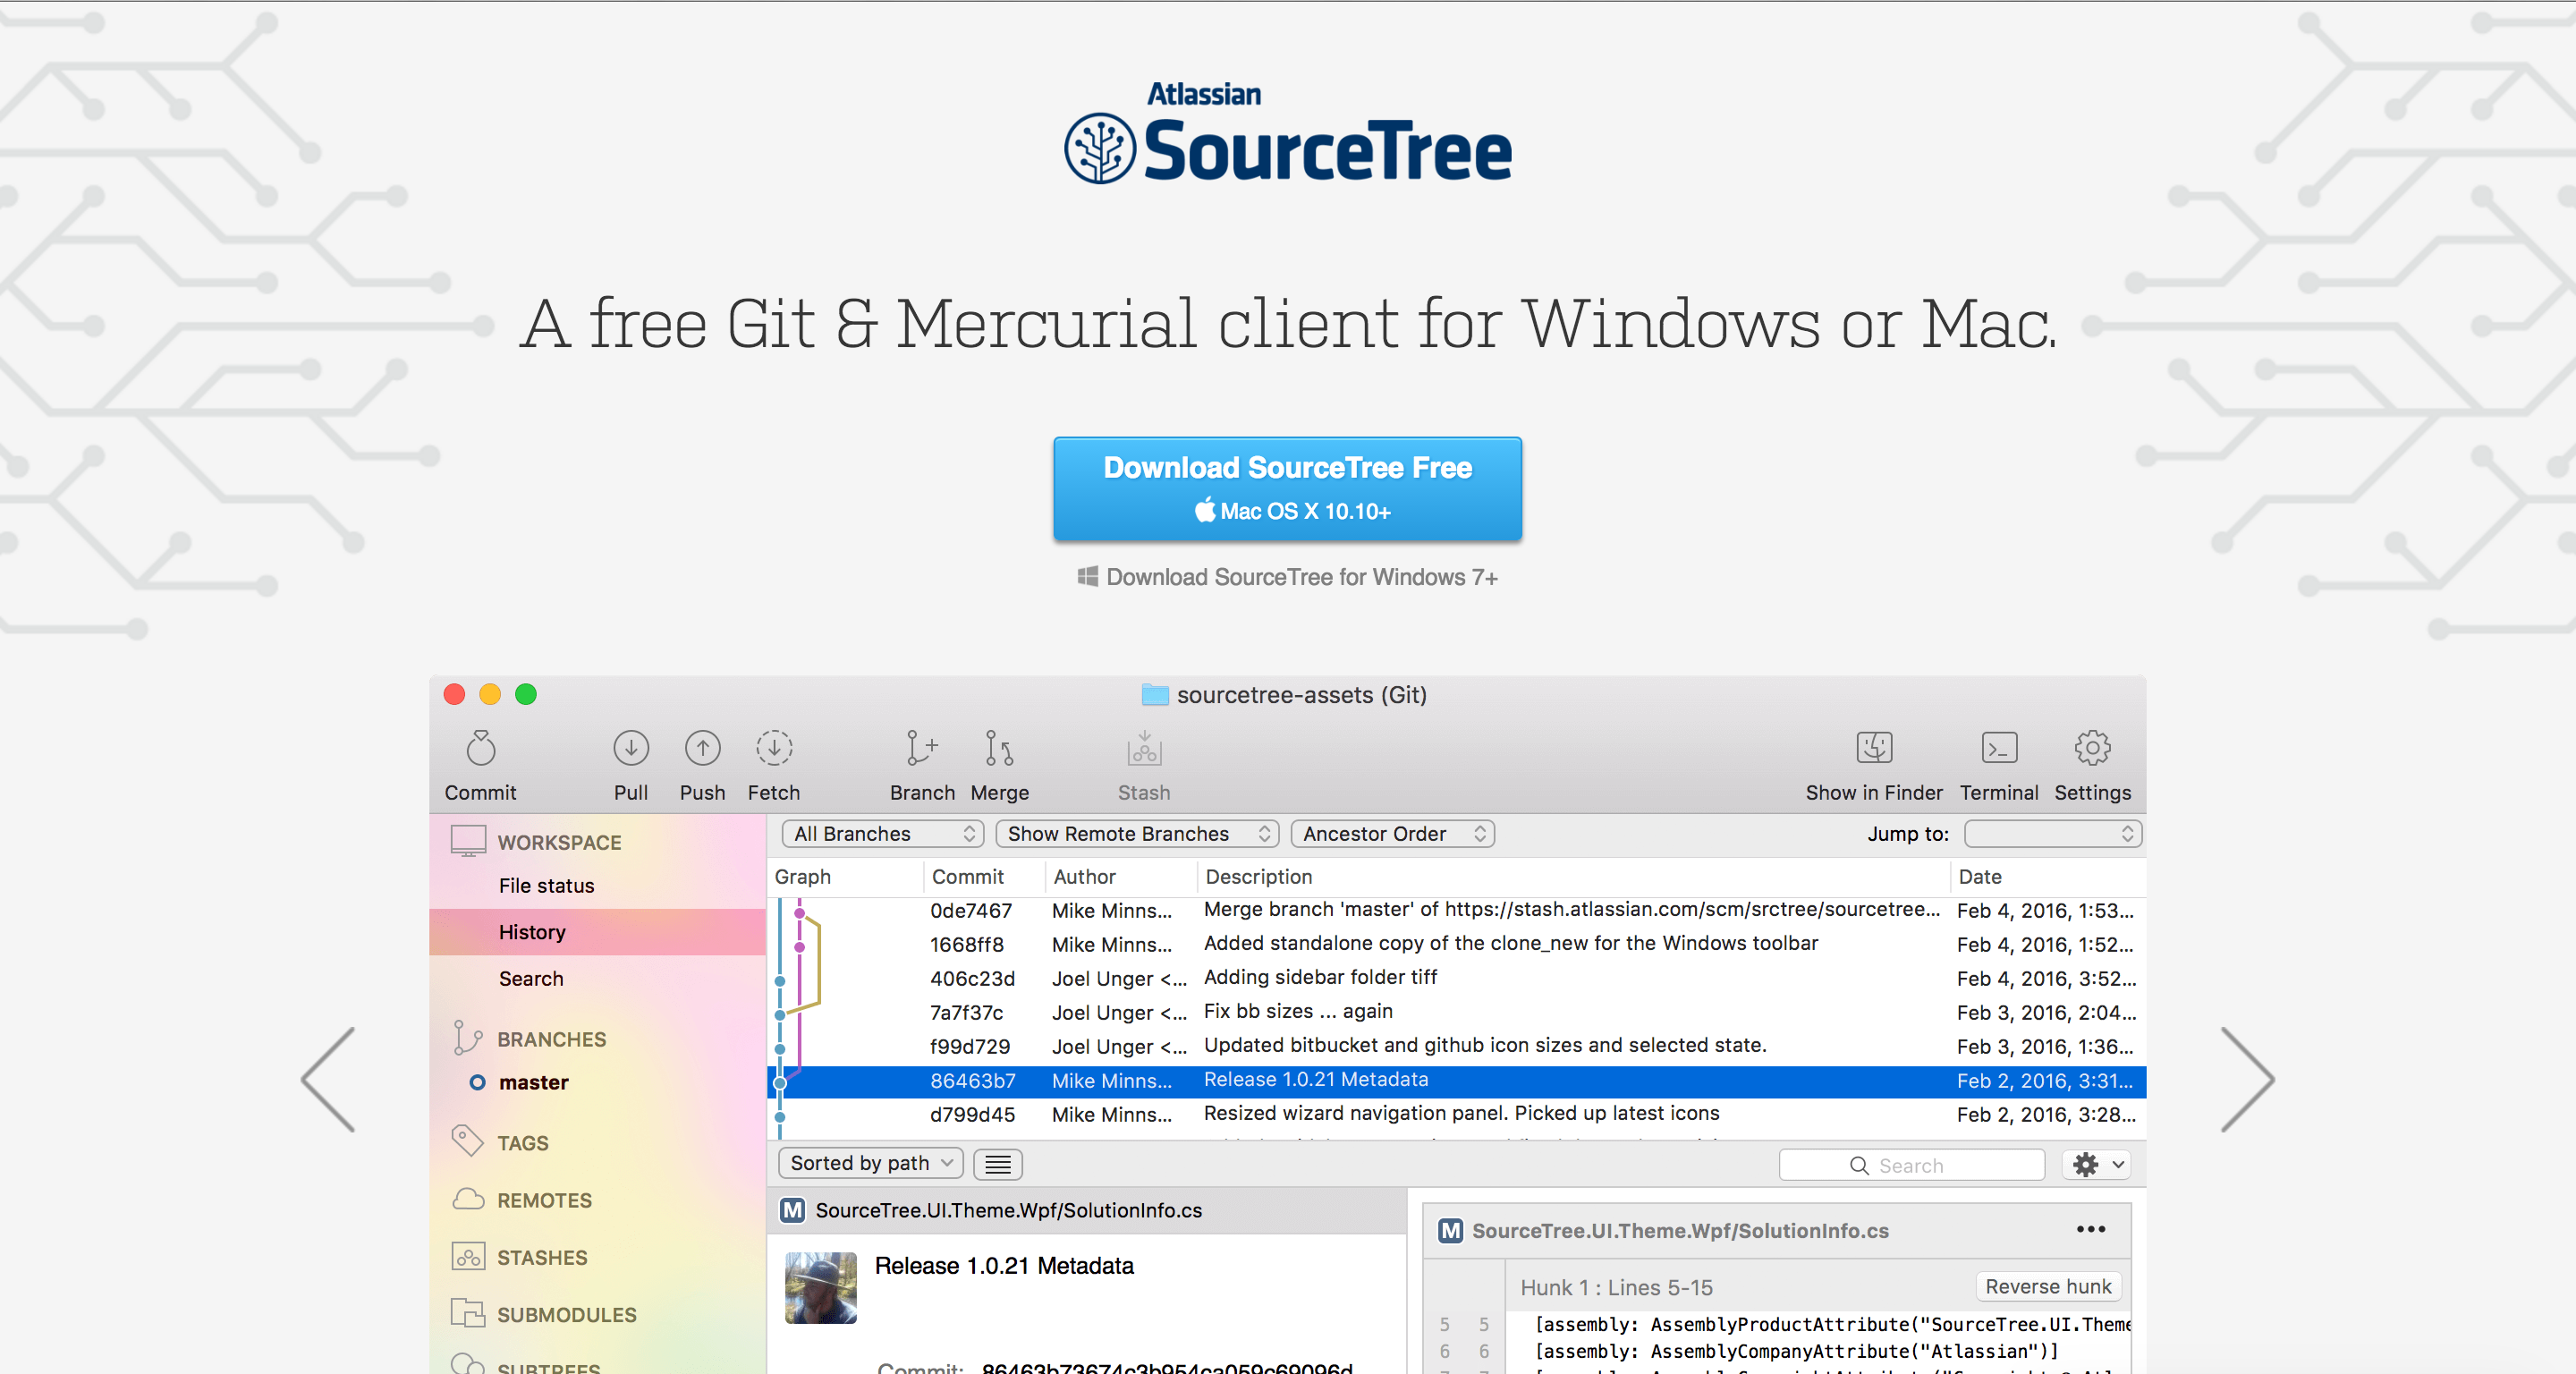 Atlassian
SourceTree
A free Git & Mercurial client for Windows or Mac.
Download SourceTree Free
Mac OS X 10.10+
Download SourceTree for Windows 7+
sourcetree-assets (Git)
Commit Pull Push Fetch Branch Merge Stash Show in Finder Terminal Settings
WORKSPACE
File status
History
Search
BRANCHES
master
TAGS
REMOTES
STASHES
SUBMODULES
SUBTREES
All Branches Show Remote Branches Ancestor Order Jump to:
Graph Commit Author Description Date
0de7467 Mike Minns... Merge branch 'master' of https://stash.atlassian.com/scm/srctree/sourcetree... Feb 4, 2016, 1:53...
1668ff8 Mike Minns... Added standalone copy of the clone_new for the Windows toolbar Feb 4, 2016, 1:52...
406c23d Joel Unger <... Adding sidebar folder tiff Feb 4, 2016, 3:52...
7a7f37c Joel Unger <... Fix bb sizes ... again Feb 3, 2016, 2:04...
f99d729 Joel Unger <... Updated bitbucket and github icon sizes and selected state. Feb 3, 2016, 1:36...
86463b7 Mike Minns... Release 1.0.21 Metadata Feb 2, 2016, 3:31...
d799d45 Mike Minns... Resized wizard navigation panel. Picked up latest icons Feb 2, 2016, 3:28...
Sorted by path Search
M SourceTree.UI.Theme.Wpf/SolutionInfo.cs
Release 1.0.21 Metadata
Commit: 86463b73674c3b954ca059c69096d
M SourceTree.UI.Theme.Wpf/SolutionInfo.cs •••
Hunk 1 : Lines 5-15 Reverse hunk
5 5 [assembly: AssemblyProductAttribute("SourceTree.UI.Theme
6 6 [assembly: AssemblyCompanyAttribute("Atlassian")]